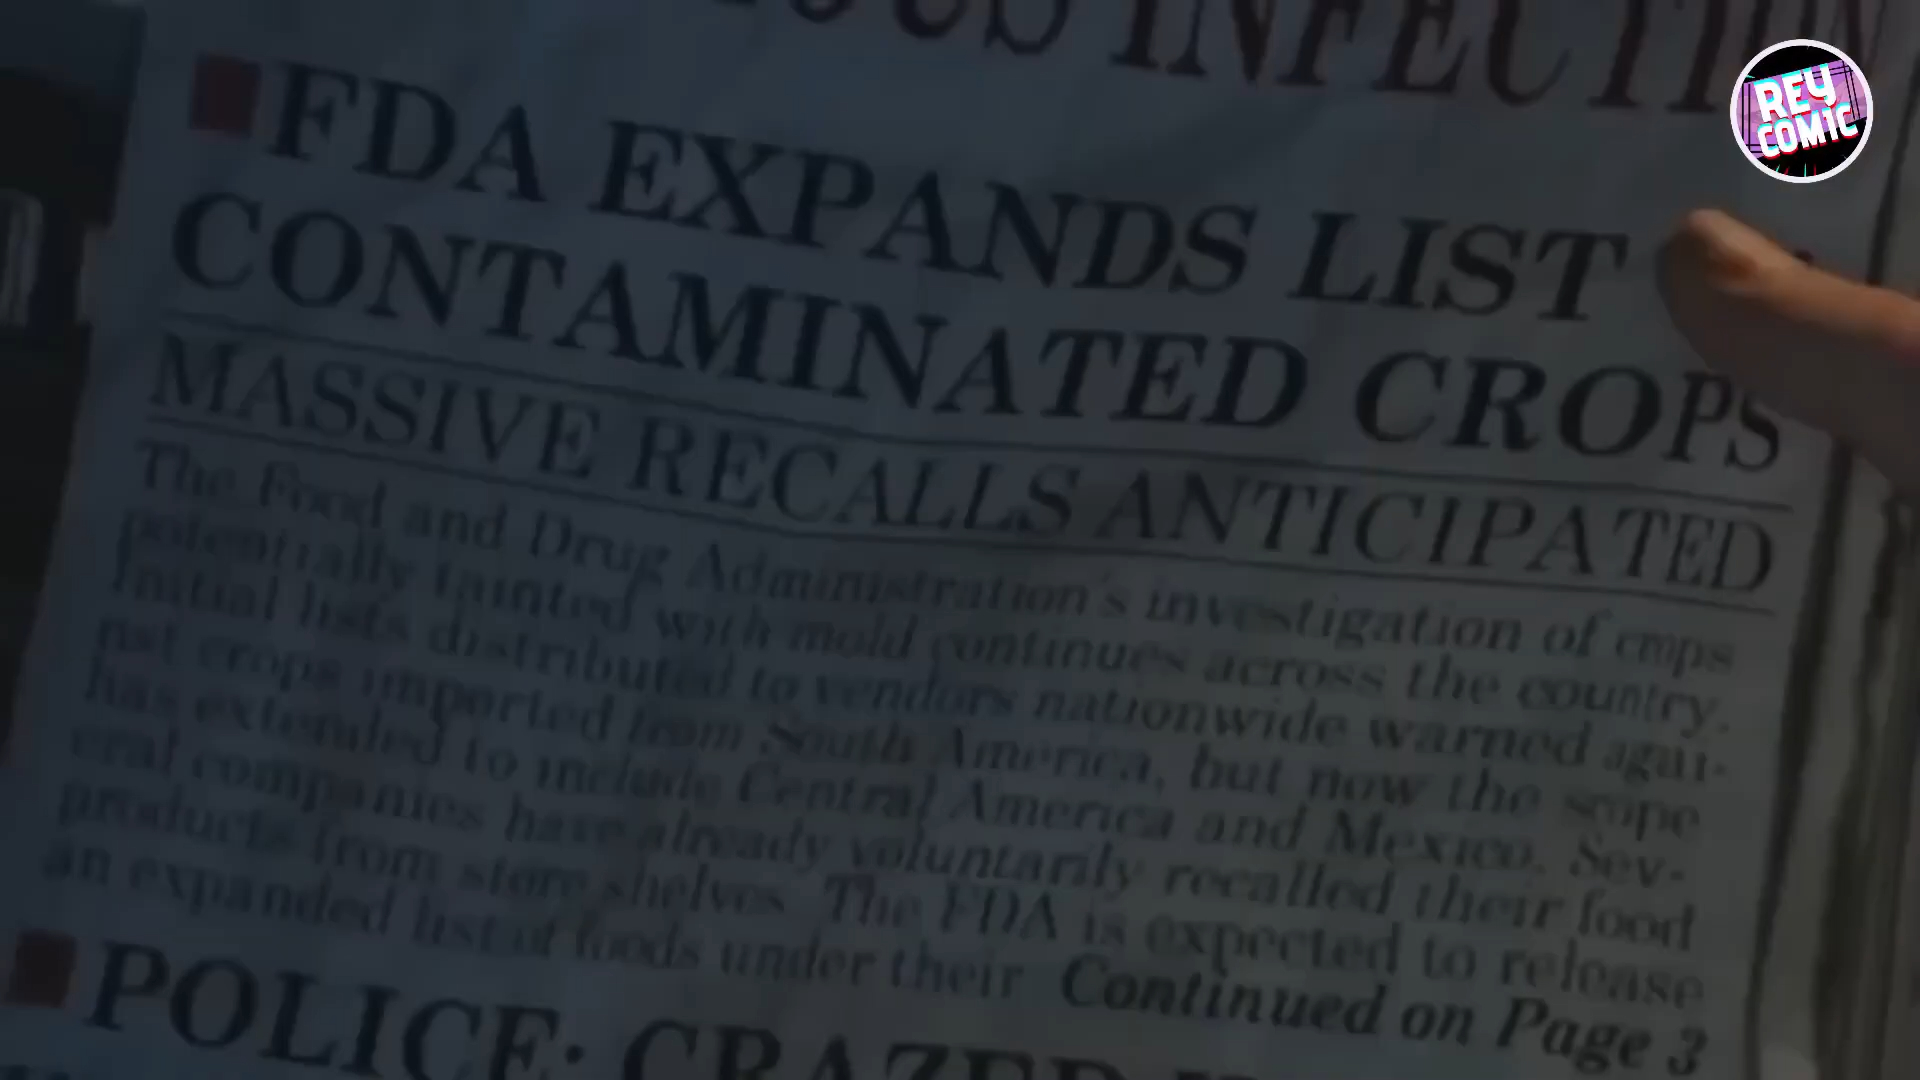 INFECTION
REY
COMIC
FDA EXPANDS LIST
CONTAMINATED CROPS
MASSIVE RECALLS ANTICIPATED
The Food and Drug Administration's investigation of crops
potentially tainted with mold continues across the country.
Initial lists distributed to vendors nationwide warned agai-
nst crops imported from South America, but now the scope
has extended to include Central America and Mexico. Sev-
eral companies have already voluntarily recalled their food
products from store shelves. The FDA is expected to release
an expanded list of foods under their Continued on Page 3
POLICE: CRAZED